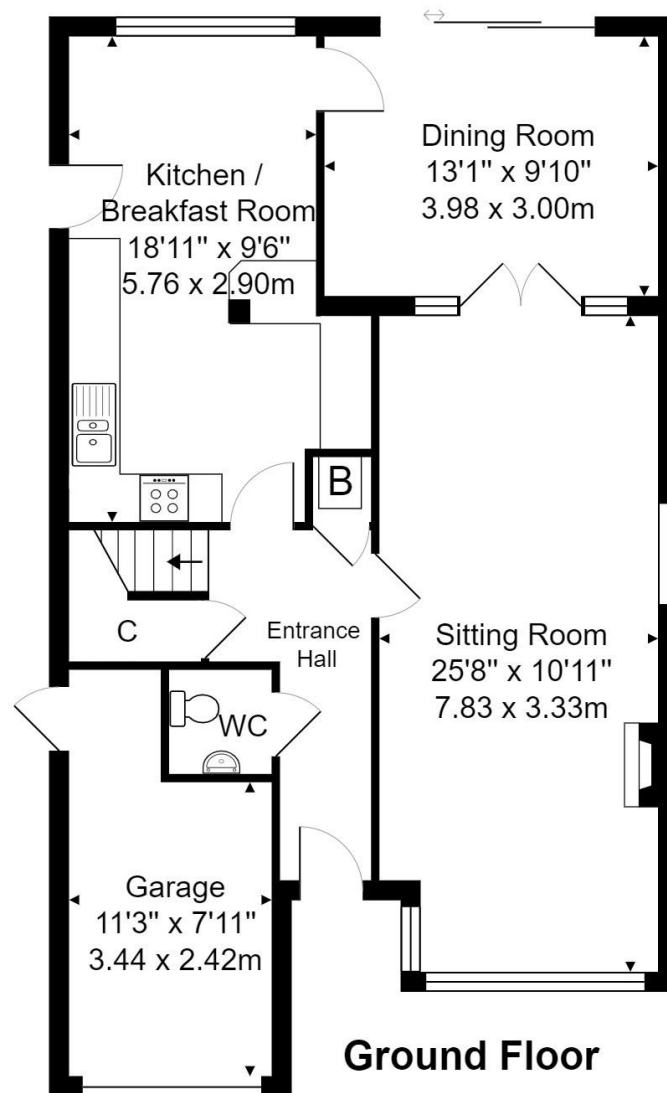 Kitchen /
Breakfast Room
18'11" x 9'6"
5.76 x 2.90m
Dining Room
13'1" x 9'10"
3.98 x 3.00m
B
C
Entrance
Hall
Sitting Room
25'8" x 10'11"
7.83 x 3.33m
WC
Garage
11'3" x 7'11"
3.44 x 2.42m
Ground Floor